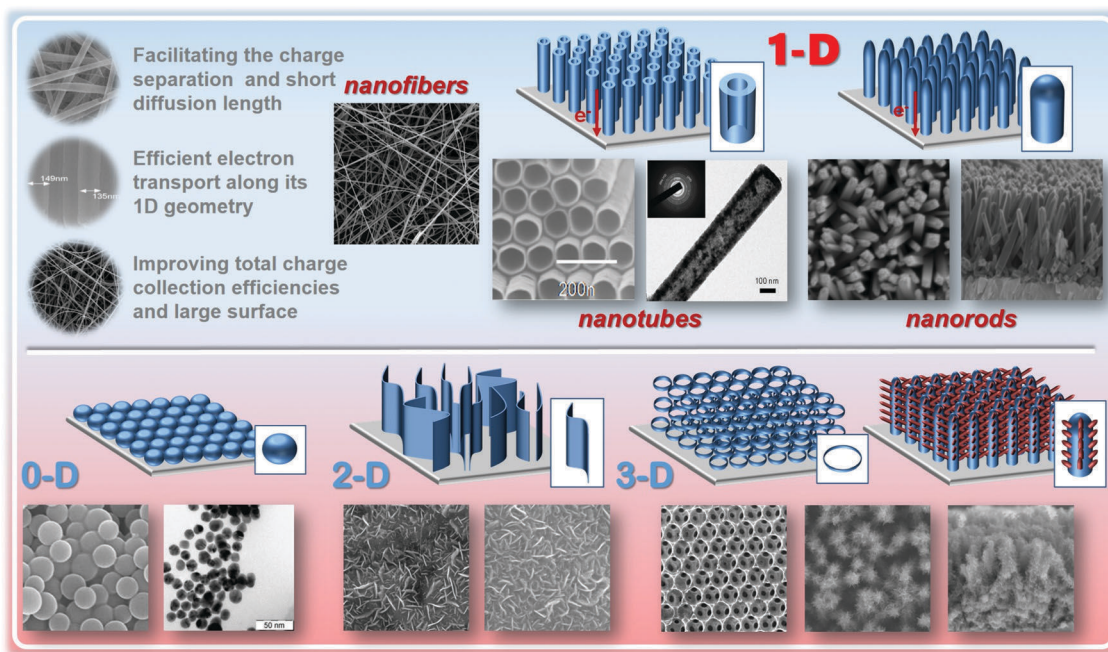 Facilitating the charge
separation and short
diffusion length
149nm
135nm
Efficient electron
transport along its
1D geometry
Improving total charge
collection efficiencies
and large surface
nanofibers
1-D
e-
e-
200n
100 nm
nanotubes
nanorods
0-D
2-D
3-D
50 nm